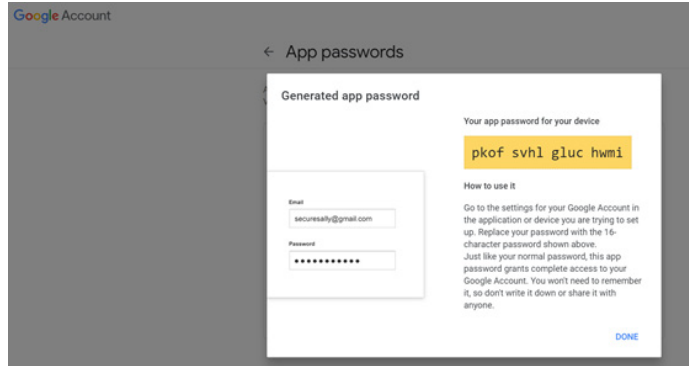 Google Account
← App passwords
Generated app password
Your app password for your device
pkof svhl gluc hwmi
How to use it
Go to the settings for your Google Account in
the application or device you are trying to set
up. Replace your password with the 16-
character password shown above.
Just like your normal password, this app
password grants complete access to your
Google Account. You won't need to remember
it, so don't write it down or share it with
anyone.
Email
securesally@gmail.com
Password
•••••••••••
DONE